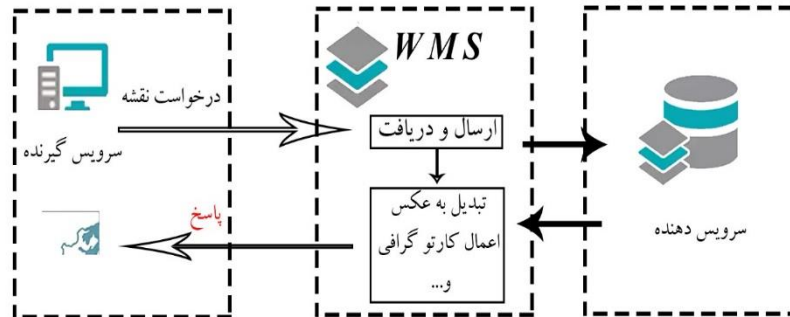 WMS
درخواست نقشه
سرویس گیرنده
ارسال و دریافت
تبدیل به عکس
اعمال کارتو گرافی
و...
پاسخ
سرویس دهنده